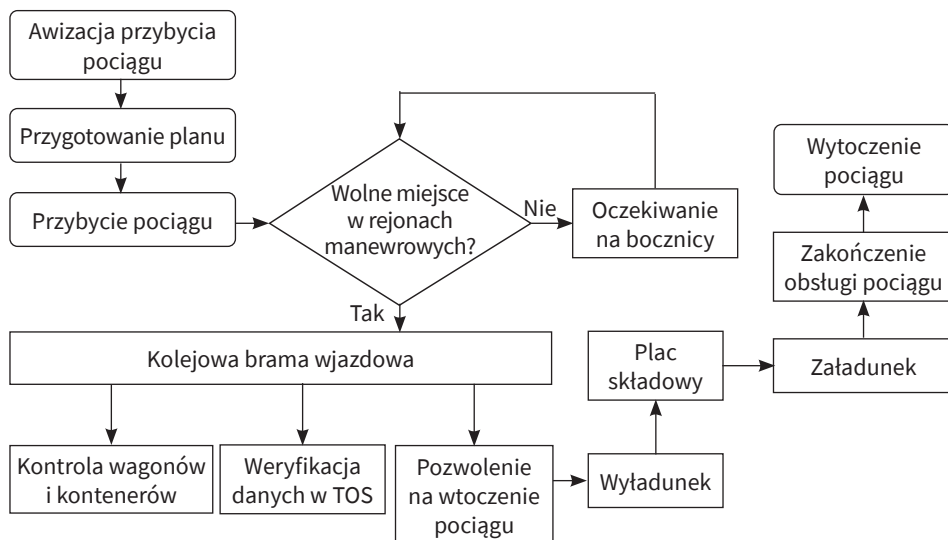 Awizacja przybycia
pociągu
Przygotowanie planu
Przybycie pociągu
Wolne miejsce
w rejonach
manewrowych?
Nie
Oczekiwanie
na bocznicy
Tak
Kolejowa brama wjazdowa
Kontrola wagonów
i kontenerów
Weryfikacja
danych w TOS
Pozwolenie
na wtoczenie
pociągu
Wyładunek
Plac
składowy
Załadunek
Zakończenie
obsługi pociągu
Wytoczenie
pociągu